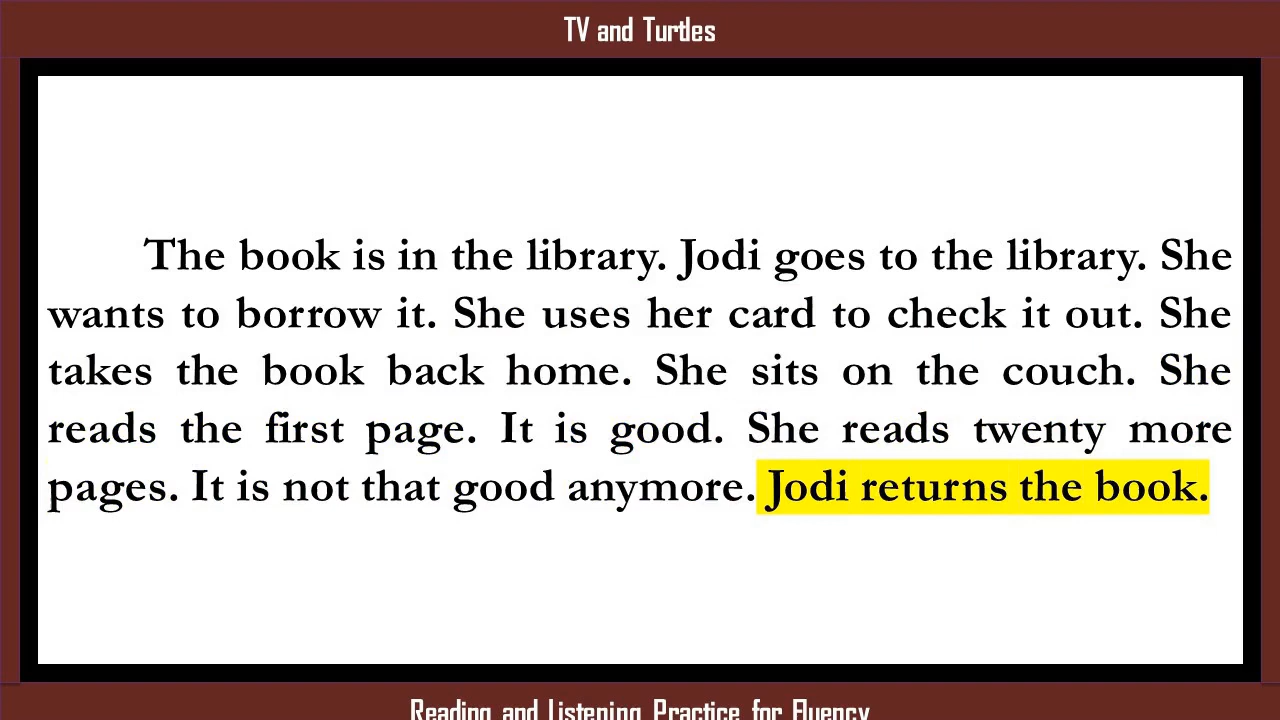 TV and Turtles
The book is in the library. Jodi goes to the library. She
wants to borrow it. She uses her card to check it out. She
takes the book back home. She sits on the couch. She
reads the first page. It is good. She reads twenty more
pages. It is not that good anymore. Jodi returns the book.
Reading and Listening Practice for Fluency